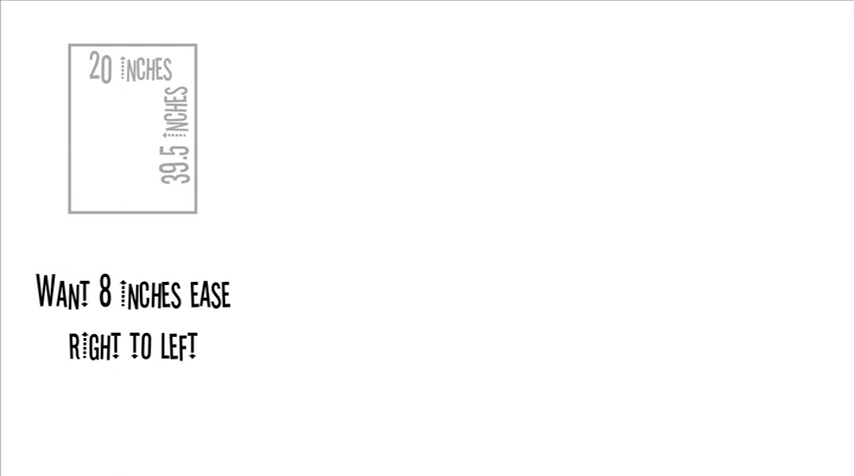 20 inches
39.5 inches
Want 8 inches ease
right to left